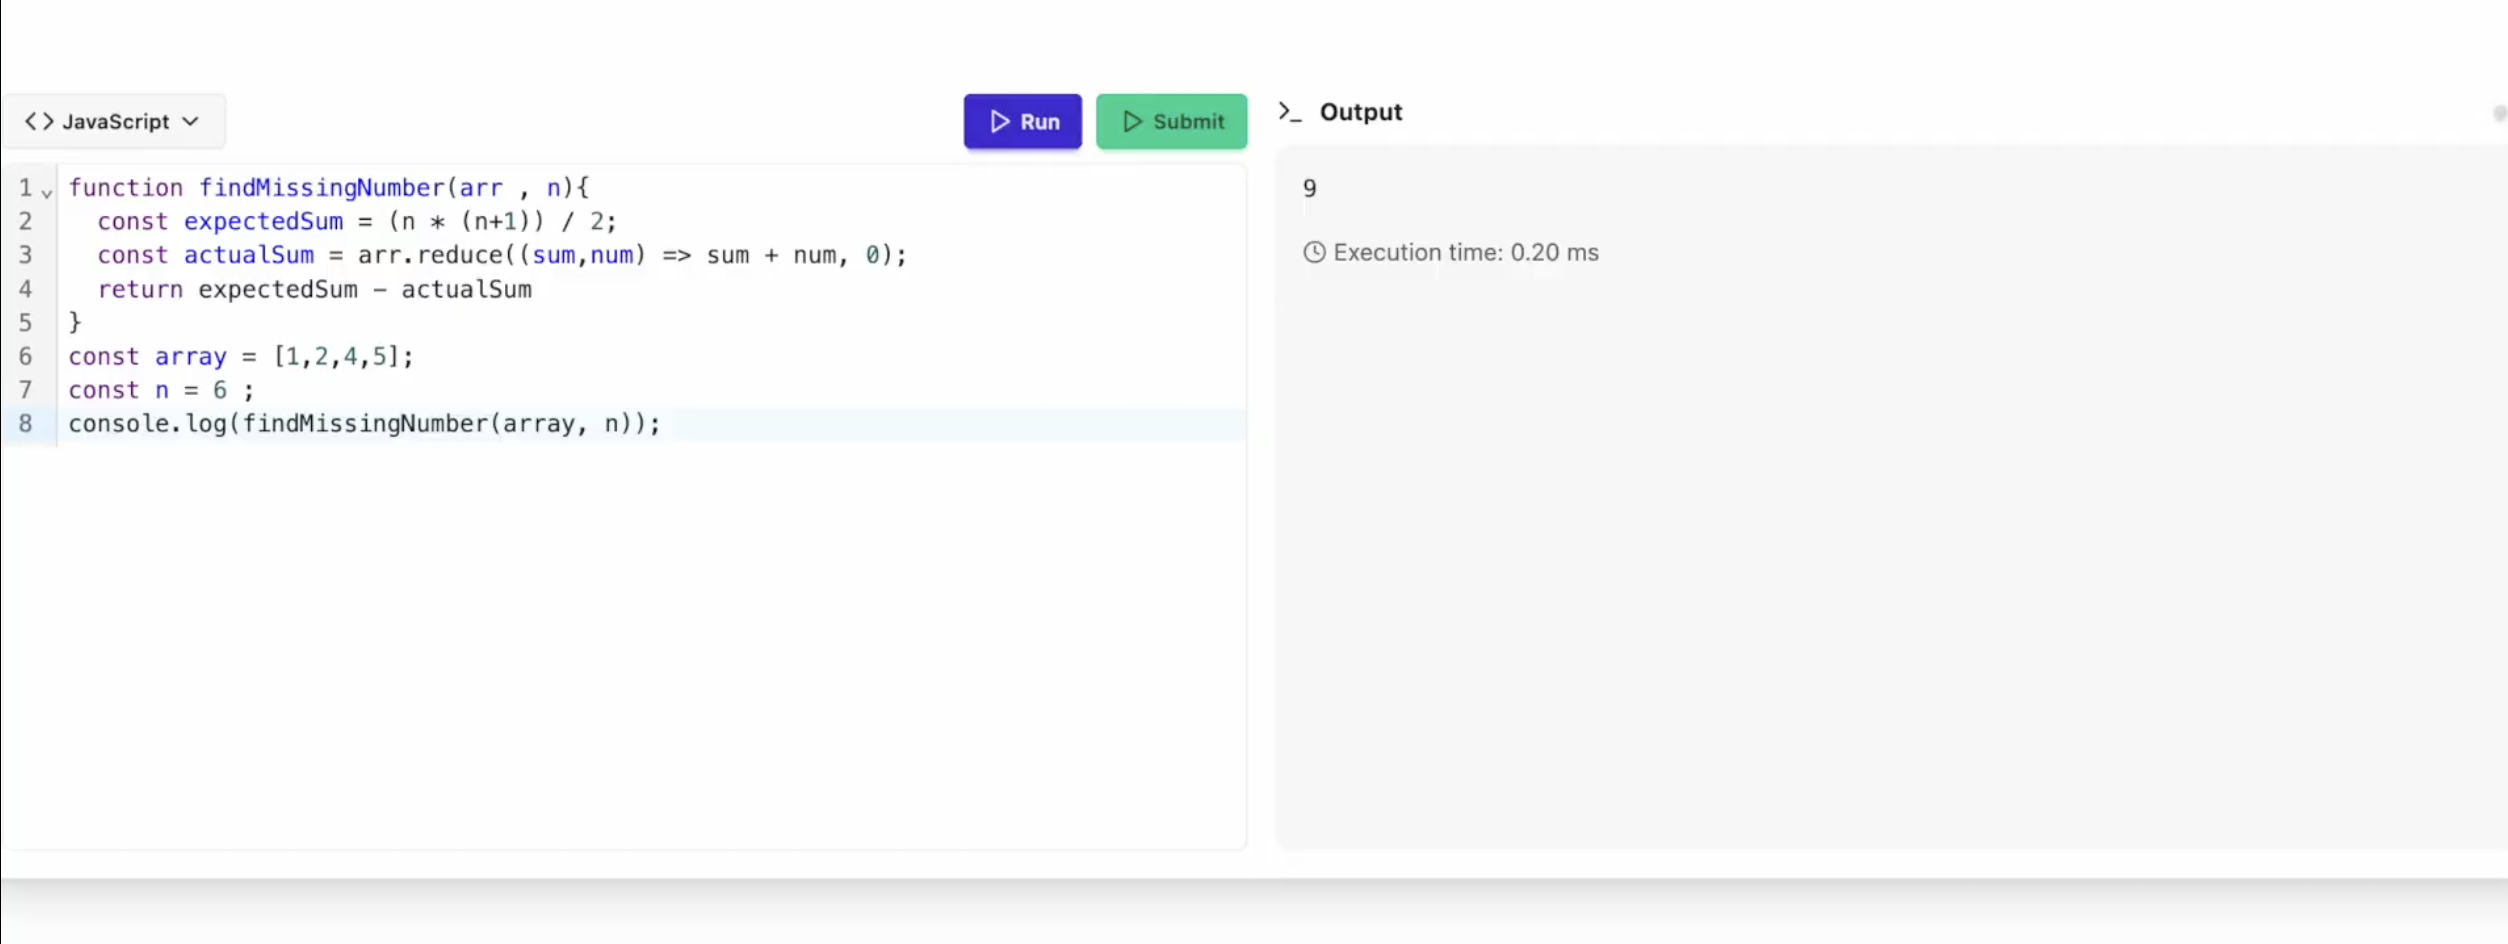 <> JavaScript
Run
Submit
>_ Output
1 function findMissingNumber(arr , n){
2   const expectedSum = (n * (n+1)) / 2;
3   const actualSum = arr.reduce((sum,num) => sum + num, 0);
4   return expectedSum - actualSum
5 }
6 const array = [1,2,4,5];
7 const n = 6 ;
8 console.log(findMissingNumber(array, n));
9
Execution time: 0.20 ms